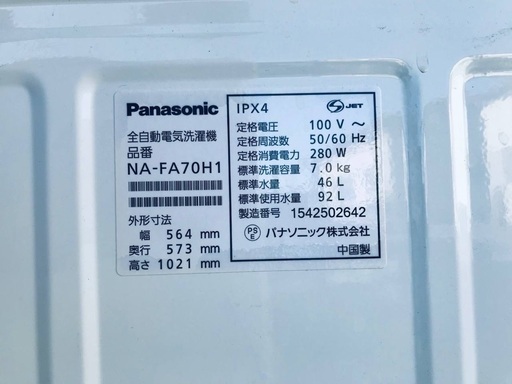 Panasonic
全自動電気洗濯機
品番
NA-FA70H1
外形寸法
幅 564 mm
奥行 573 mm
高さ 1021 mm
IPX4
S JET
定格電圧 100 V ～
定格周波数 50/60 Hz
定格消費電力 280 W
標準洗濯容量 7.0 kg
標準水量 46 L
標準使用水量 92 L
製造番号 1542502642
PS E パナソニック株式会社
中国製